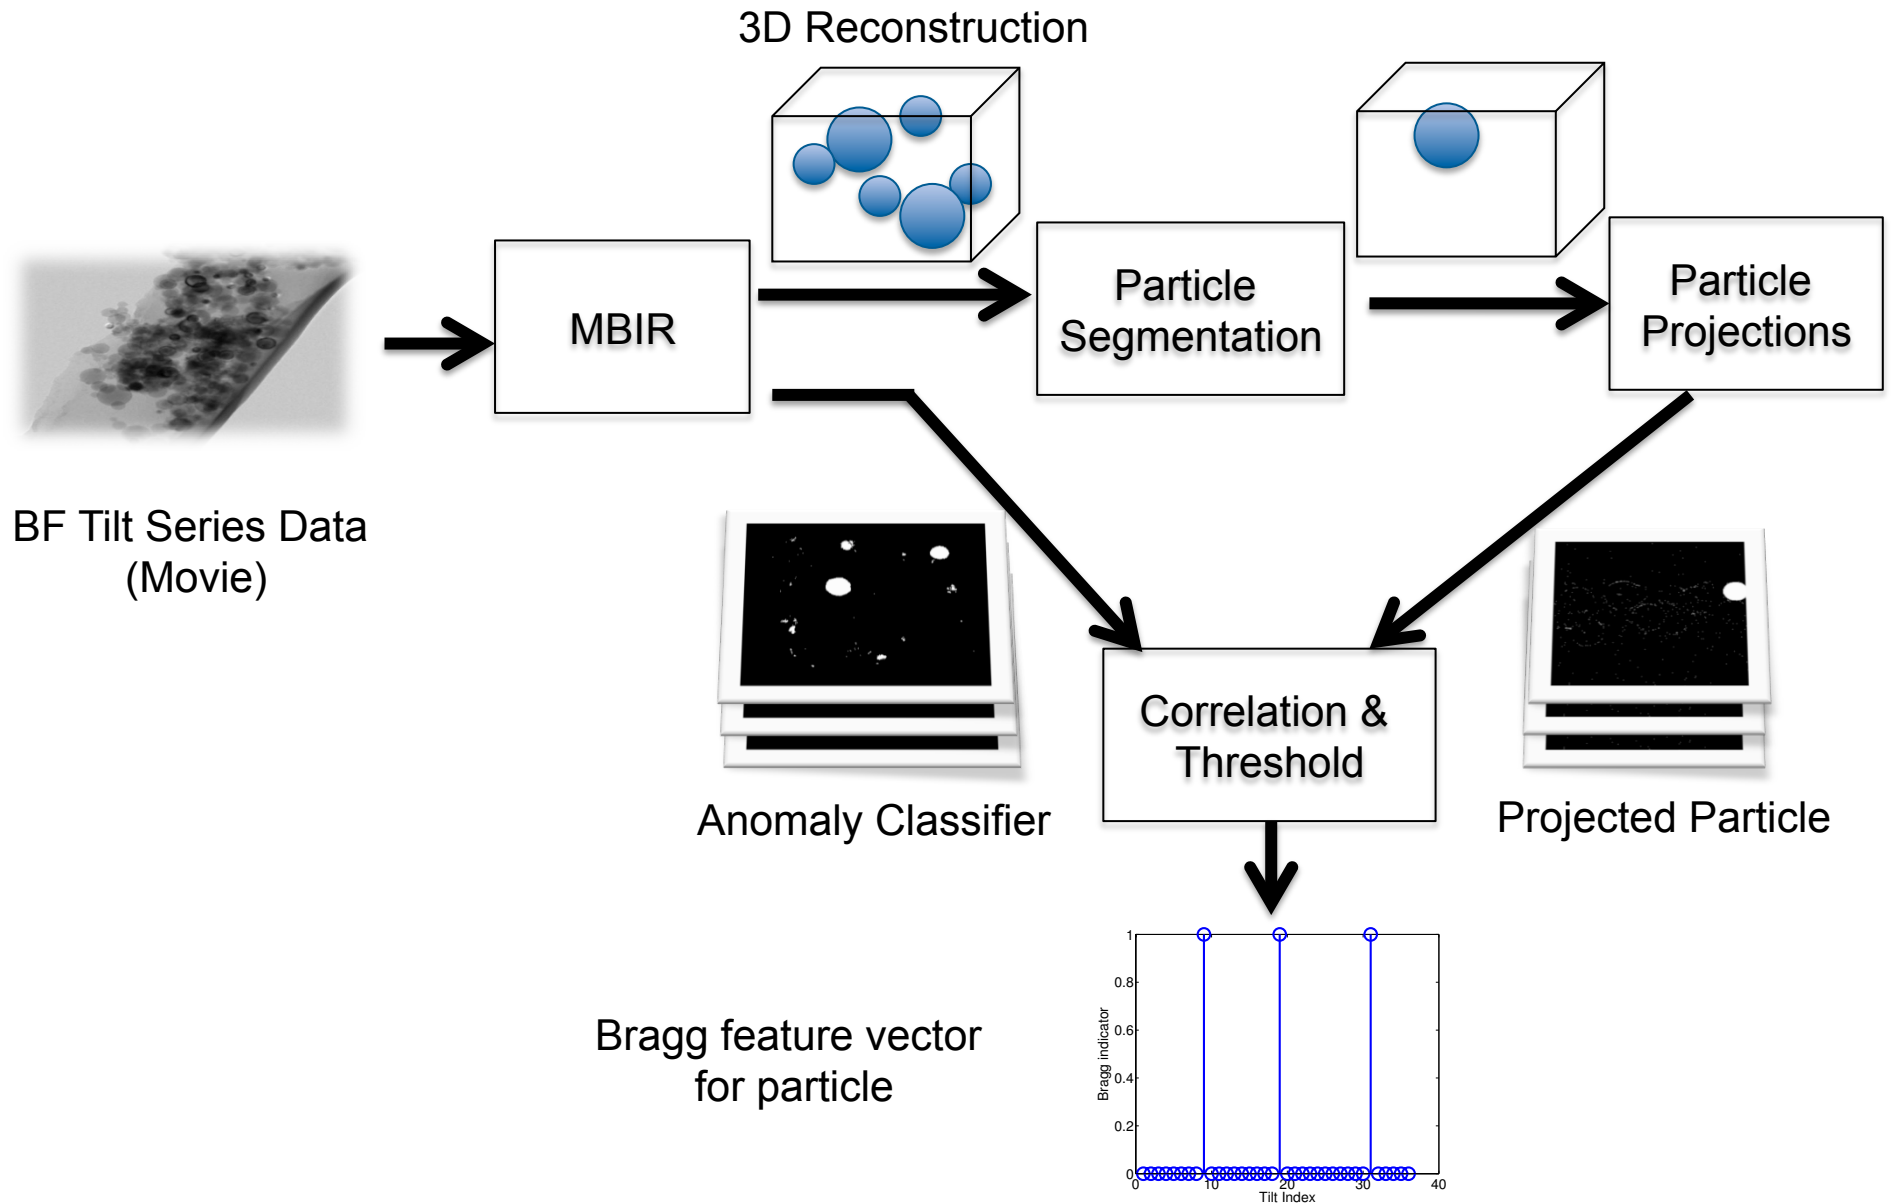 3D Reconstruction
MBIR
Particle
Segmentation
Particle
Projections
BF Tilt Series Data
(Movie)
Anomaly Classifier
Correlation &
Threshold
Projected Particle
Bragg feature vector
for particle
1
0.8
0.6
0.4
0.2
0
Bragg indicator
0 10 20 30 40
Tilt Index